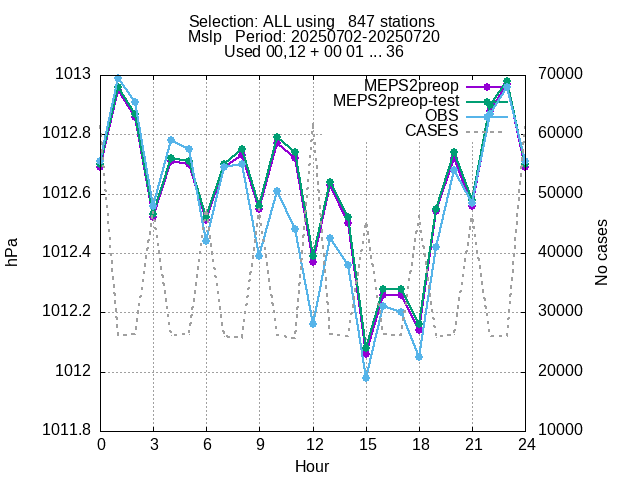 Selection: ALL using   847 stations
Mslp   Period: 20250702-20250720
Used 00,12 + 00 01 ... 36
MEPS2preop
MEPS2preop-test
OBS
CASES
1013
1012.8
1012.6
1012.4
1012.2
1012
1011.8
hPa
70000
60000
50000
40000
30000
20000
10000
No cases
0 3 6 9 12 15 18 21 24
Hour